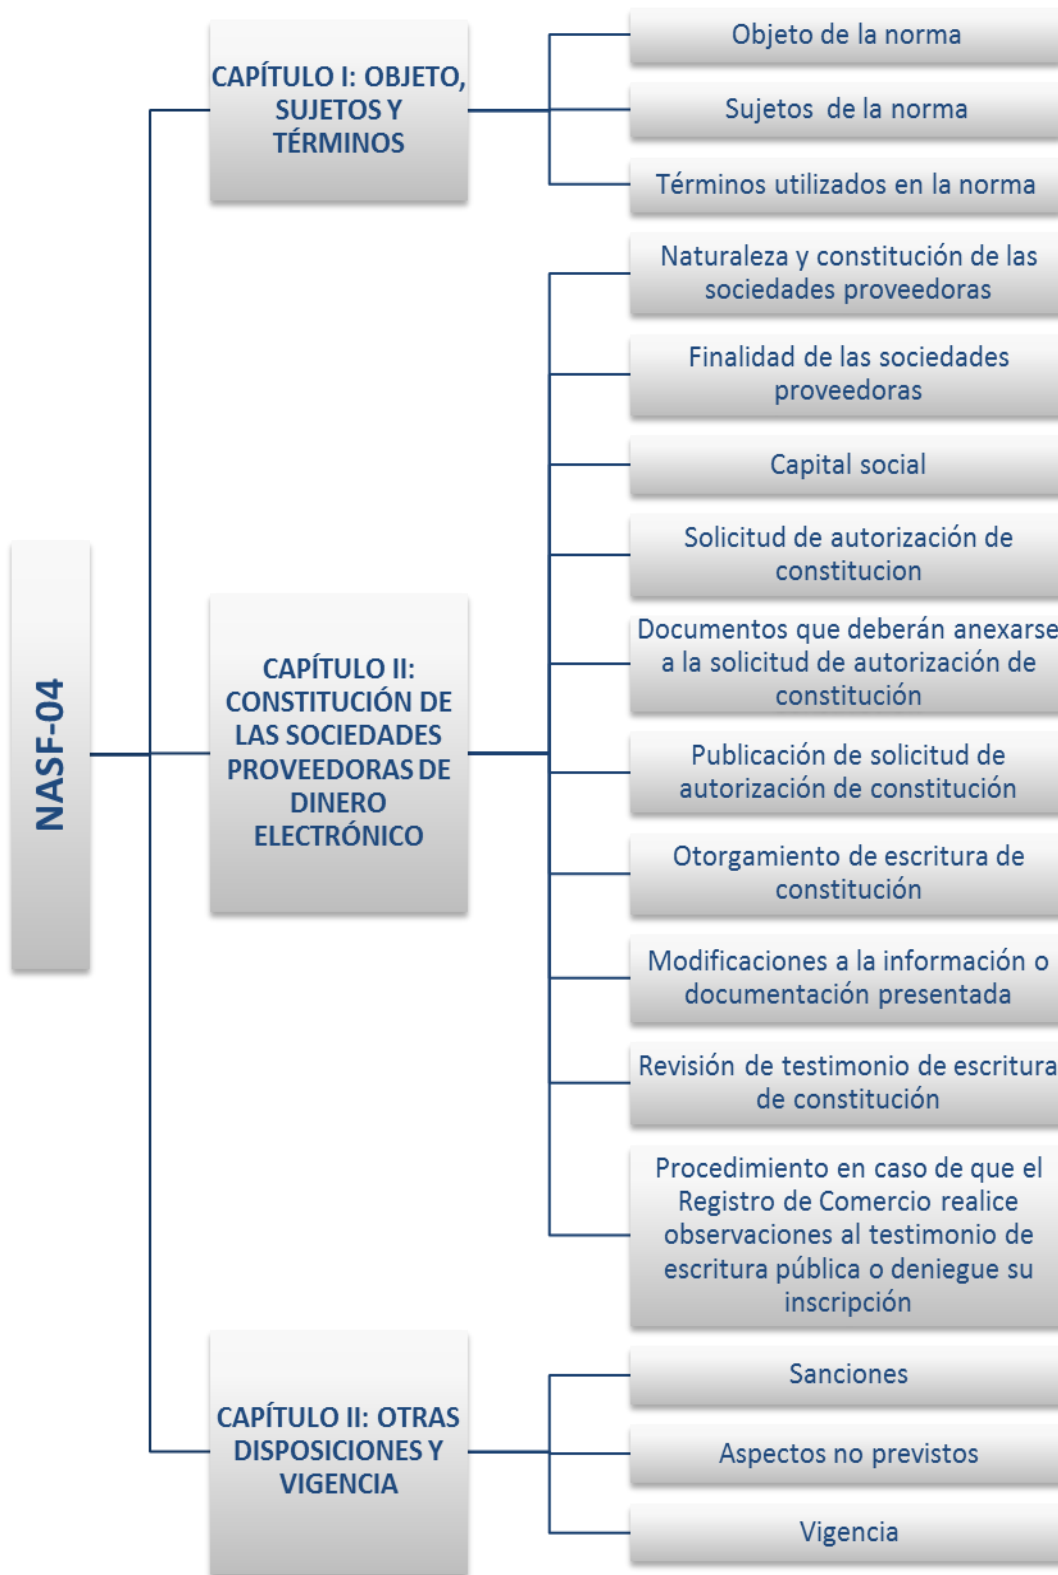 NASF-04
CAPÍTULO I: OBJETO,
SUJETOS Y
TÉRMINOS
Objeto de la norma
Sujetos de la norma
Términos utilizados en la norma
CAPÍTULO II:
CONSTITUCIÓN DE
LAS SOCIEDADES
PROVEEDORAS DE
DINERO
ELECTRÓNICO
Naturaleza y constitución de las
sociedades proveedoras
Finalidad de las sociedades
proveedoras
Capital social
Solicitud de autorización de
constitucion
Documentos que deberán anexarse
a la solicitud de autorización de
constitución
Publicación de solicitud de
autorización de constitución
Otorgamiento de escritura de
constitución
Modificaciones a la información o
documentación presentada
Revisión de testimonio de escritura
de constitución
Procedimiento en caso de que el
Registro de Comercio realice
observaciones al testimonio de
escritura pública o deniegue su
inscripción
CAPÍTULO II: OTRAS
DISPOSICIONES Y
VIGENCIA
Sanciones
Aspectos no previstos
Vigencia